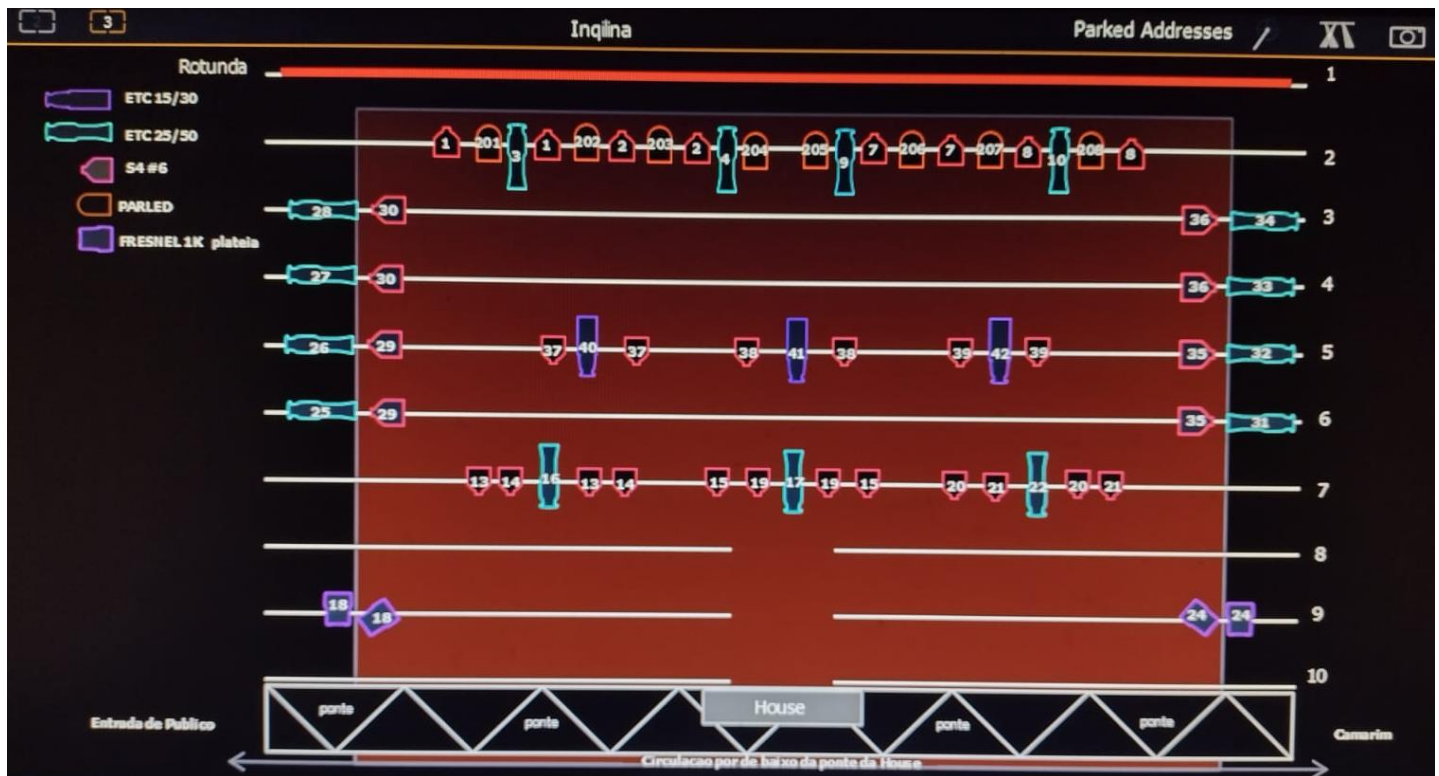 2 3 Inqilina Parked Addresses
Rotunda 1
ETC 15/30
ETC 25/50
S4 #6
PARLED
FRESNEL 1K plateia
1 201 3 1 202 2 203 2 4 204 205 9 7 206 7 207 8 10 208 8 2
28 30 36 34 3
27 30 36 33 4
26 29 37 40 37 38 41 38 39 42 39 35 32 5
25 29 35 31 6
13 14 16 13 14 15 19 17 19 15 20 21 22 20 21 7
8
18 18 24 24 9
10
Entrada de Publico ponte ponte House ponte ponte Camarim
Circulacao por de baixo da ponte da House